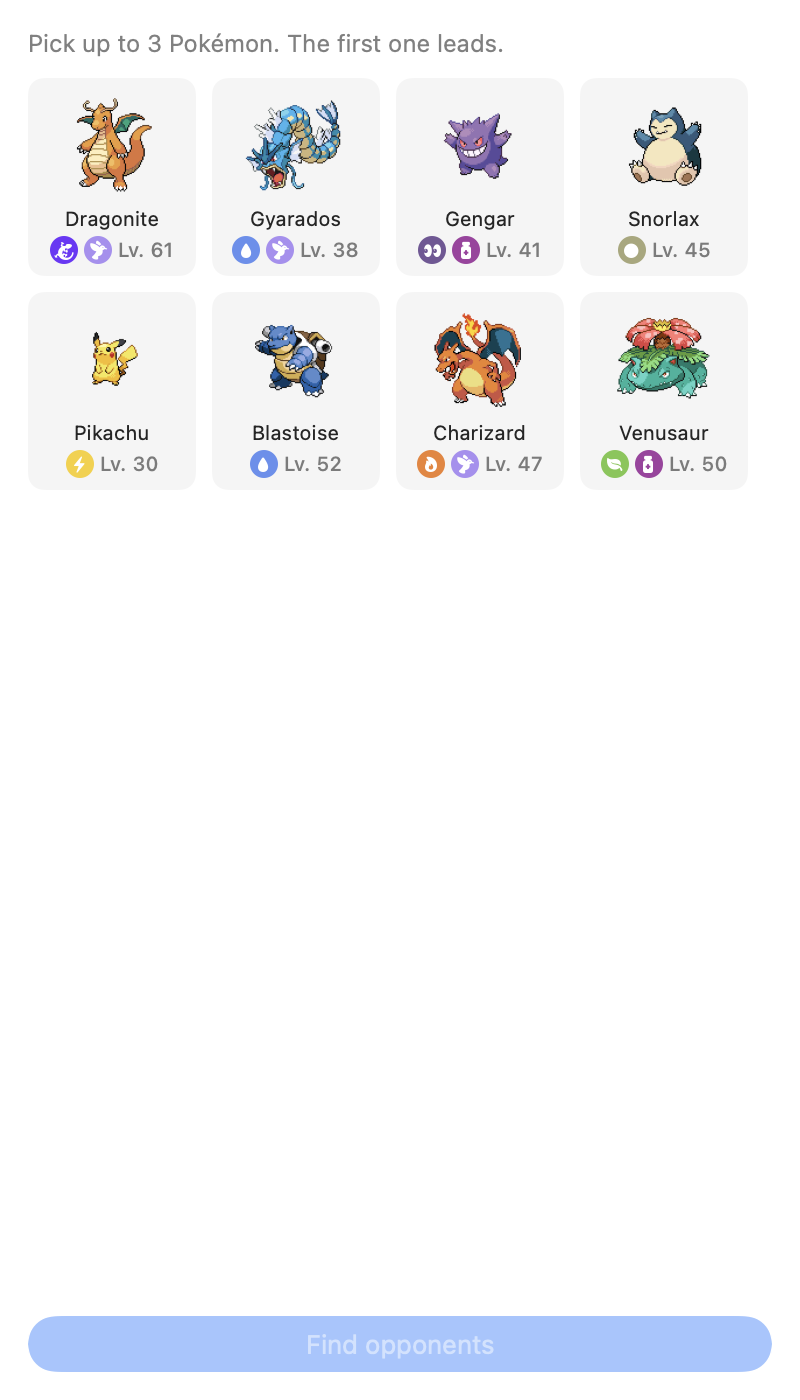 Pick up to 3 Pokémon. The first one leads.
Dragonite
Lv. 61
Gyarados
Lv. 38
Gengar
Lv. 41
Snorlax
Lv. 45
Pikachu
Lv. 30
Blastoise
Lv. 52
Charizard
Lv. 47
Venusaur
Lv. 50
Find opponents